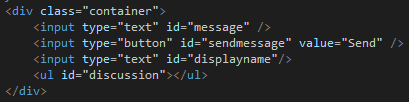 <div class="container">
    <input type="text" id="message" />
    <input type="button" id="sendmessage" value="Send" />
    <input type="text" id="displayname"/>
    <ul id="discussion"></ul>
</div>